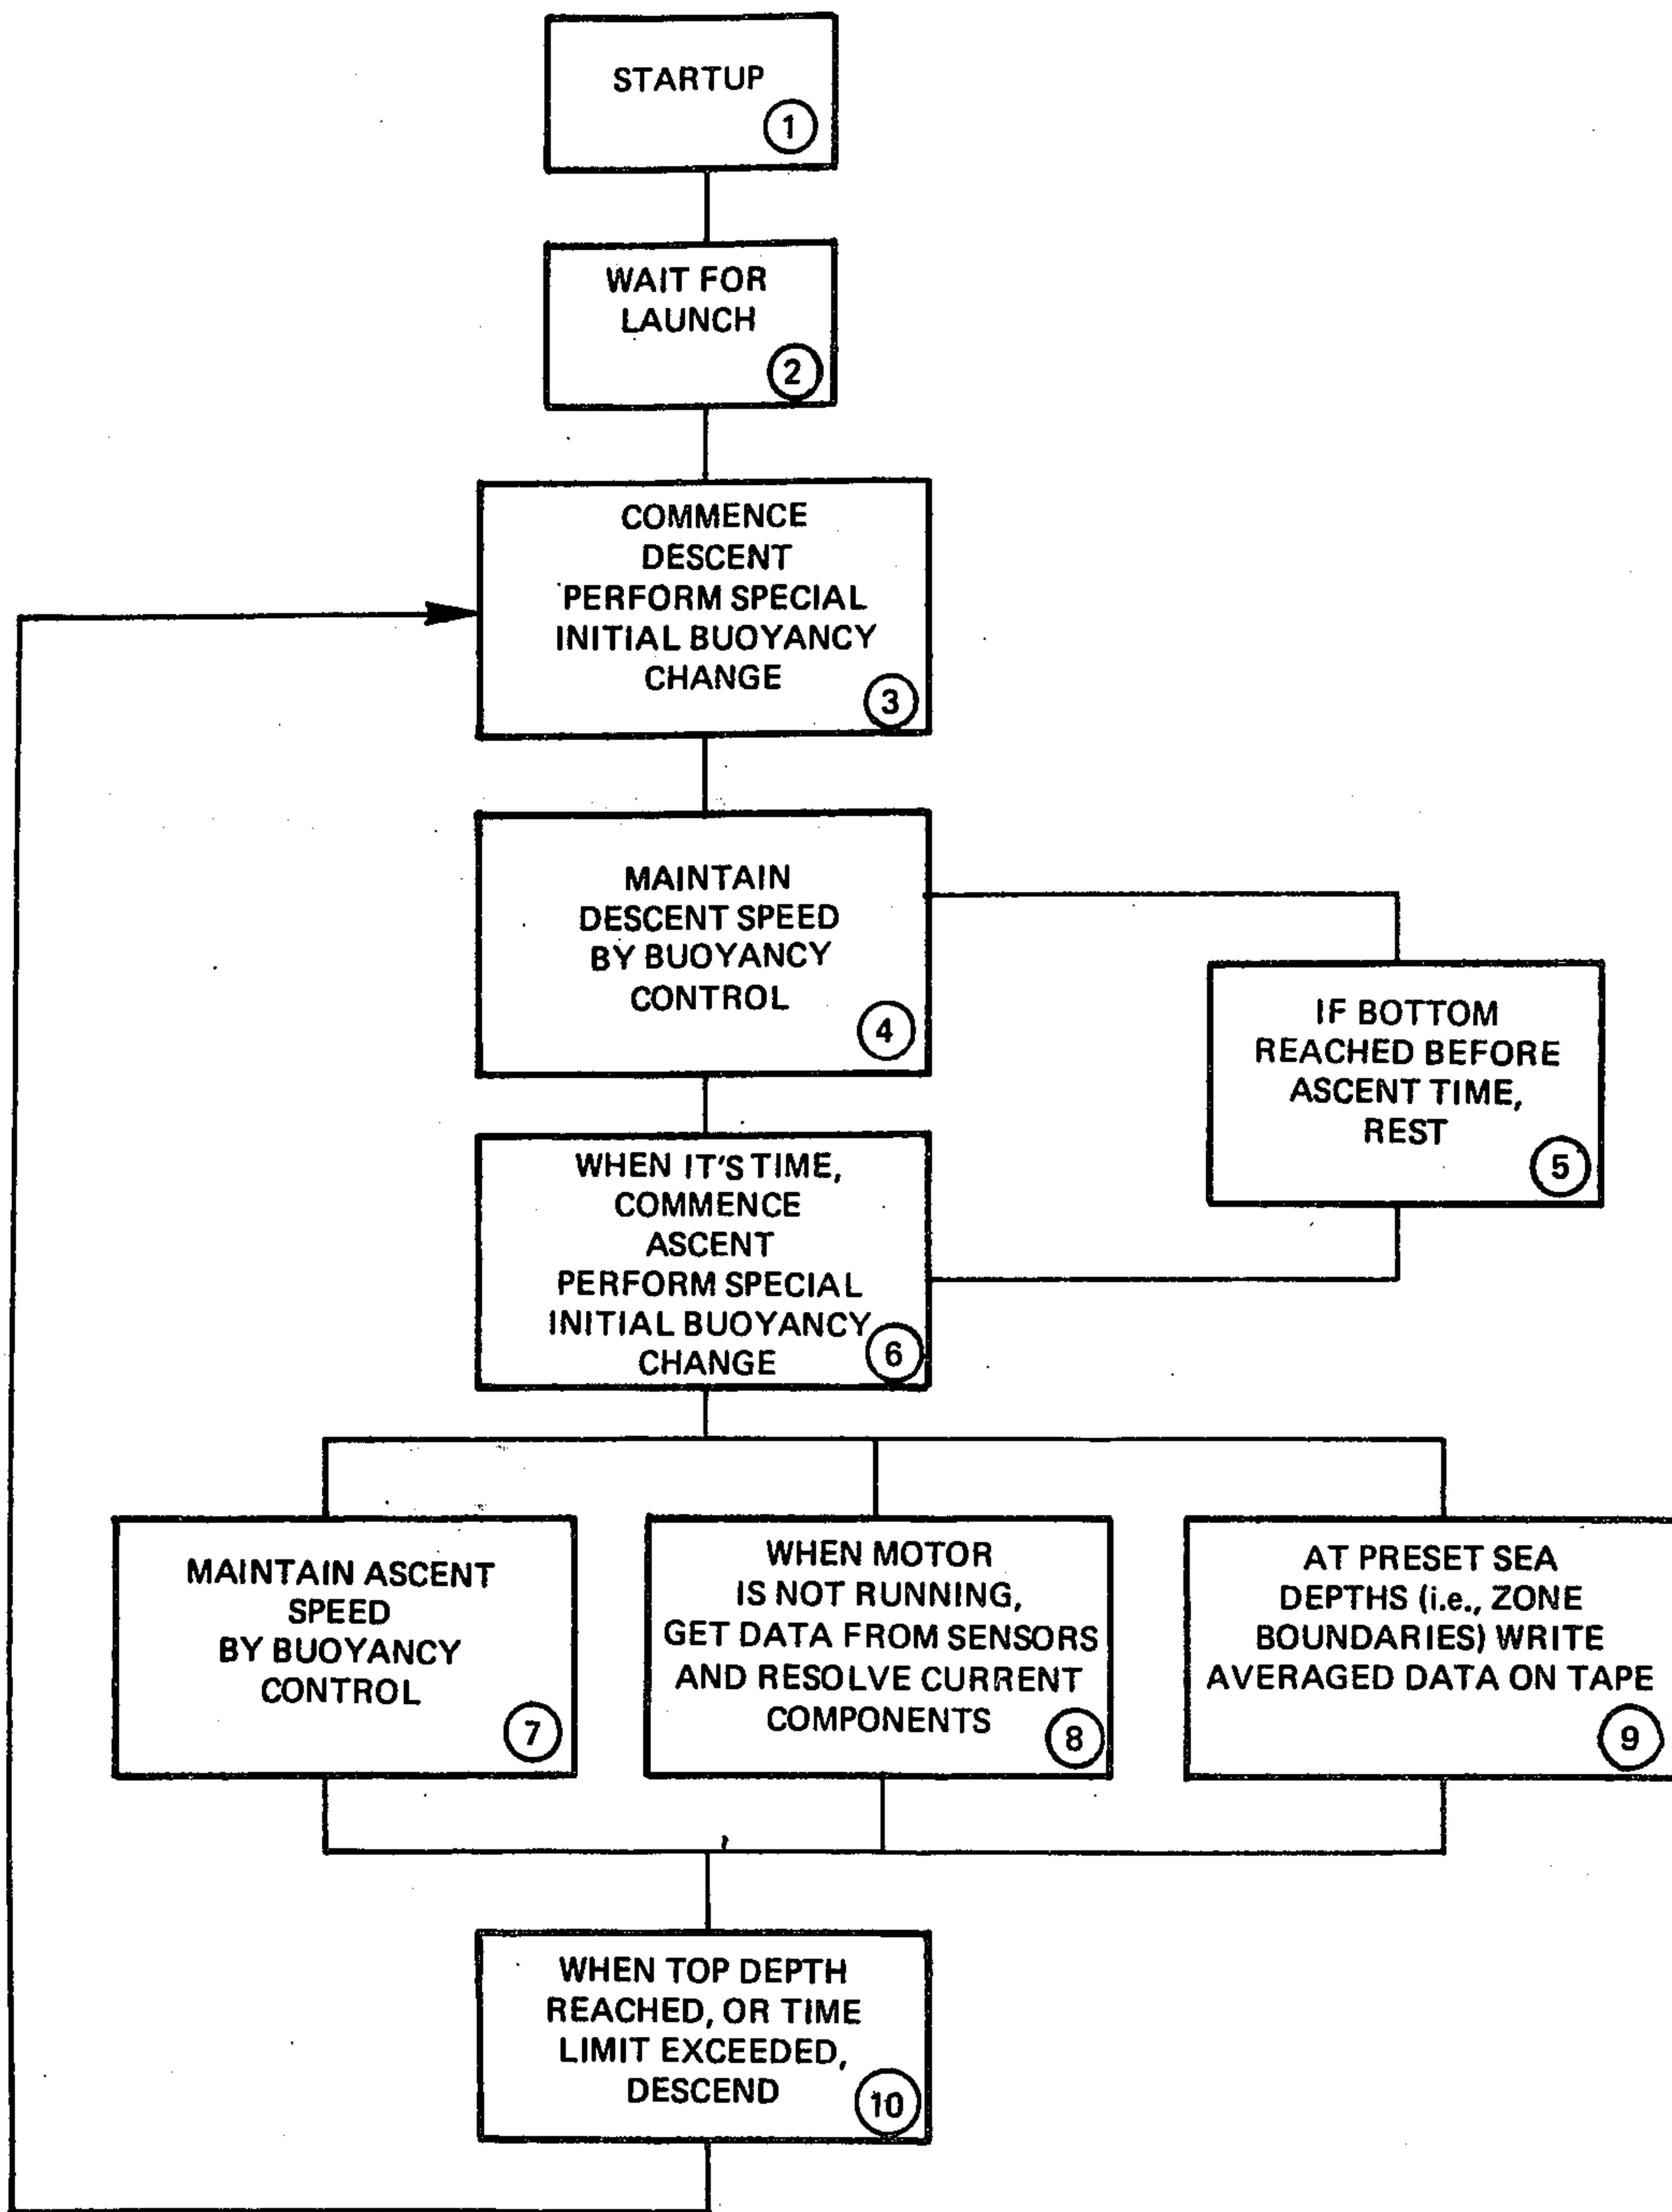 STARTUP
1
WAIT FOR
LAUNCH
2
COMMENCE
DESCENT
PERFORM SPECIAL
INITIAL BUOYANCY
CHANGE
3
MAINTAIN
DESCENT SPEED
BY BUOYANCY
CONTROL
4
IF BOTTOM
REACHED BEFORE
ASCENT TIME,
REST
5
WHEN IT'S TIME,
COMMENCE
ASCENT
PERFORM SPECIAL
INITIAL BUOYANCY
CHANGE
6
MAINTAIN ASCENT
SPEED
BY BUOYANCY
CONTROL
7
WHEN MOTOR
IS NOT RUNNING,
GET DATA FROM SENSORS
AND RESOLVE CURRENT
COMPONENTS
8
AT PRESET SEA
DEPTHS (i.e., ZONE
BOUNDARIES) WRITE
AVERAGED DATA ON TAPE
9
WHEN TOP DEPTH
REACHED, OR TIME
LIMIT EXCEEDED,
DESCEND
10